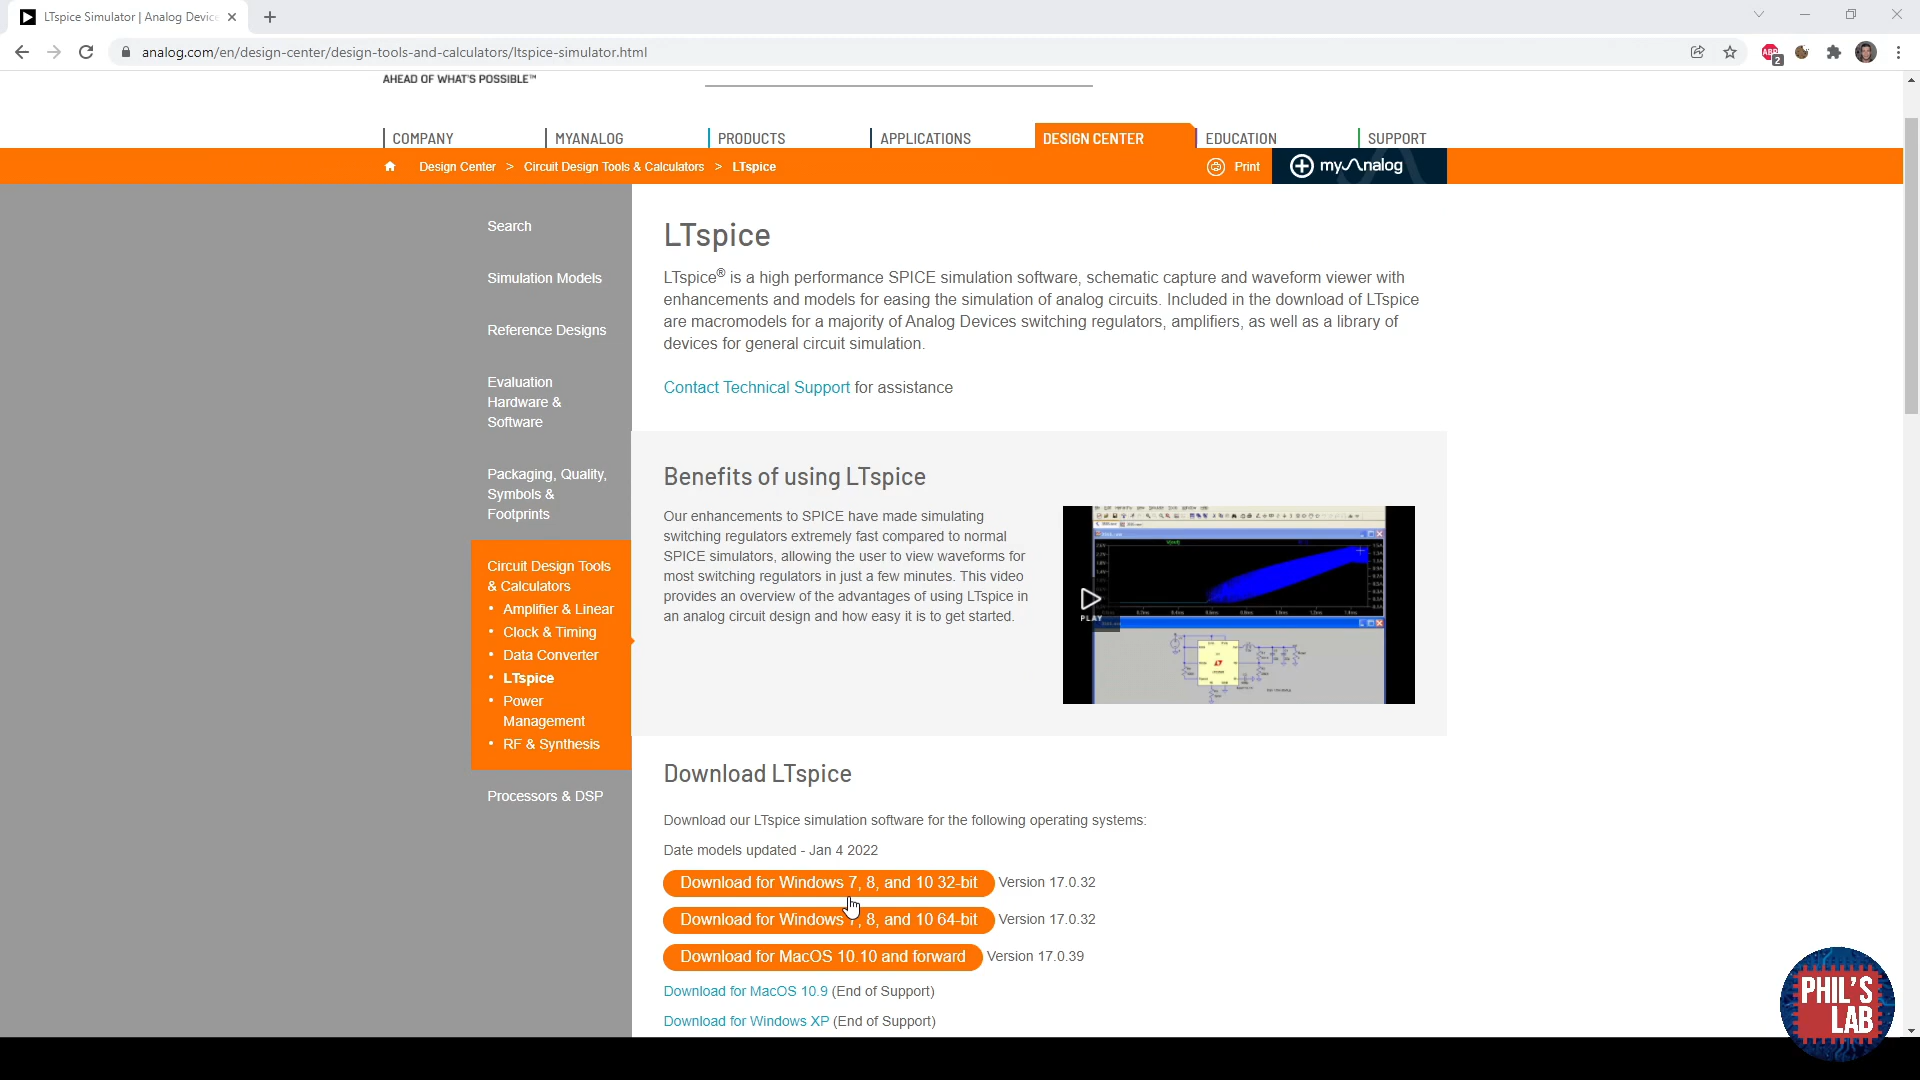 LTspice Simulator | Analog Device
analog.com/en/design-center/design-tools-and-calculators/ltspice-simulator.html
ABP
2
AHEAD OF WHAT'S POSSIBLE™
COMPANY
MYANALOG
PRODUCTS
APPLICATIONS
DESIGN CENTER
EDUCATION
SUPPORT
Design Center > Circuit Design Tools & Calculators > LTspice
Print
myAnalog
Search
Simulation Models
Reference Designs
Evaluation
Hardware &
Software
Packaging, Quality,
Symbols &
Footprints
Circuit Design Tools
& Calculators
• Amplifier & Linear
• Clock & Timing
• Data Converter
• LTspice
• Power
Management
• RF & Synthesis
Processors & DSP
LTspice
LTspice® is a high performance SPICE simulation software, schematic capture and waveform viewer with
enhancements and models for easing the simulation of analog circuits. Included in the download of LTspice
are macromodels for a majority of Analog Devices switching regulators, amplifiers, as well as a library of
devices for general circuit simulation.
Contact Technical Support for assistance
Benefits of using LTspice
Our enhancements to SPICE have made simulating
switching regulators extremely fast compared to normal
SPICE simulators, allowing the user to view waveforms for
most switching regulators in just a few minutes. This video
provides an overview of the advantages of using LTspice in
an analog circuit design and how easy it is to get started.
PLAY
Download LTspice
Download our LTspice simulation software for the following operating systems:
Date models updated - Jan 4 2022
Download for Windows 7, 8, and 10 32-bit Version 17.0.32
Download for Windows 7, 8, and 10 64-bit Version 17.0.32
Download for MacOS 10.10 and forward Version 17.0.39
Download for MacOS 10.9 (End of Support)
Download for Windows XP (End of Support)
PHIL'S
LAB